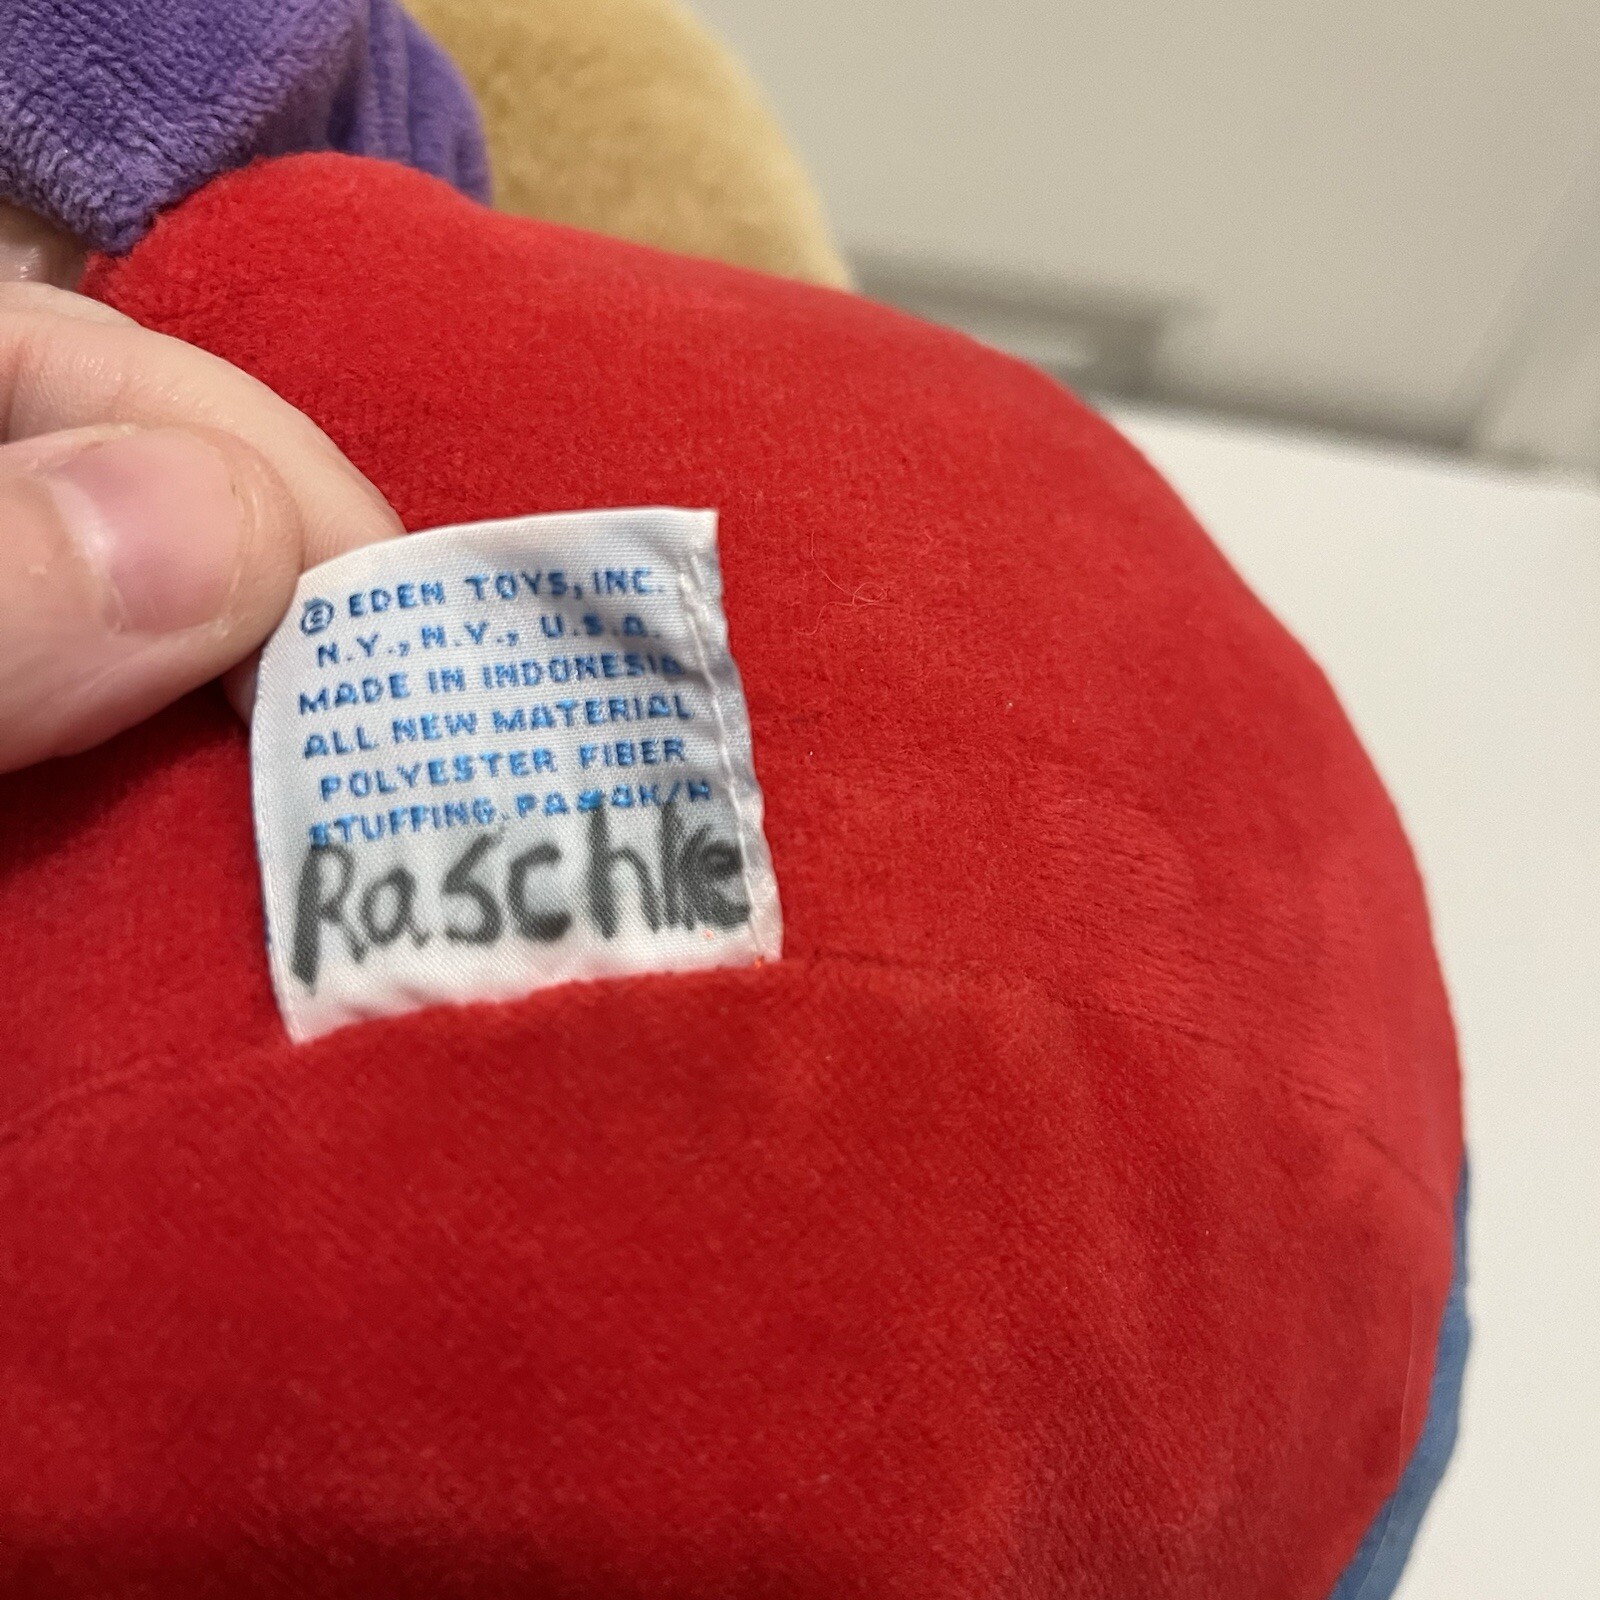 © EDEN TOYS, INC.
N.Y., N.Y., U.S.A.
MADE IN INDONESIA
ALL NEW MATERIAL
POLYESTER FIBER
STUFFING.
Raschke